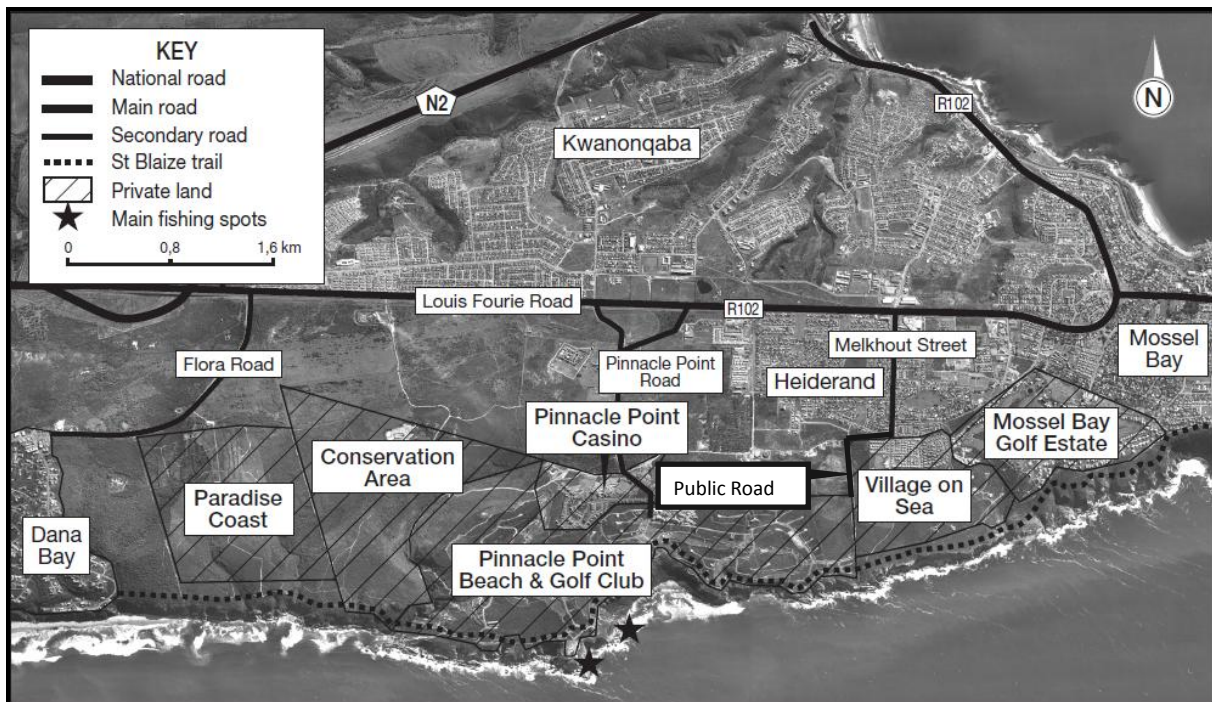 KEY
National road
Main road
Secondary road
St Blaize trail
Private land
Main fishing spots
0 0,8 1,6 km
N2
R102
N
Kwanonqaba
Louis Fourie Road
R102
Flora Road
Pinnacle Point
Road
Melkhout Street
Mossel
Bay
Heiderand
Pinnacle Point
Casino
Mossel Bay
Golf Estate
Conservation
Area
Paradise
Coast
Public Road
Village on
Sea
Dana
Bay
Pinnacle Point
Beach & Golf Club